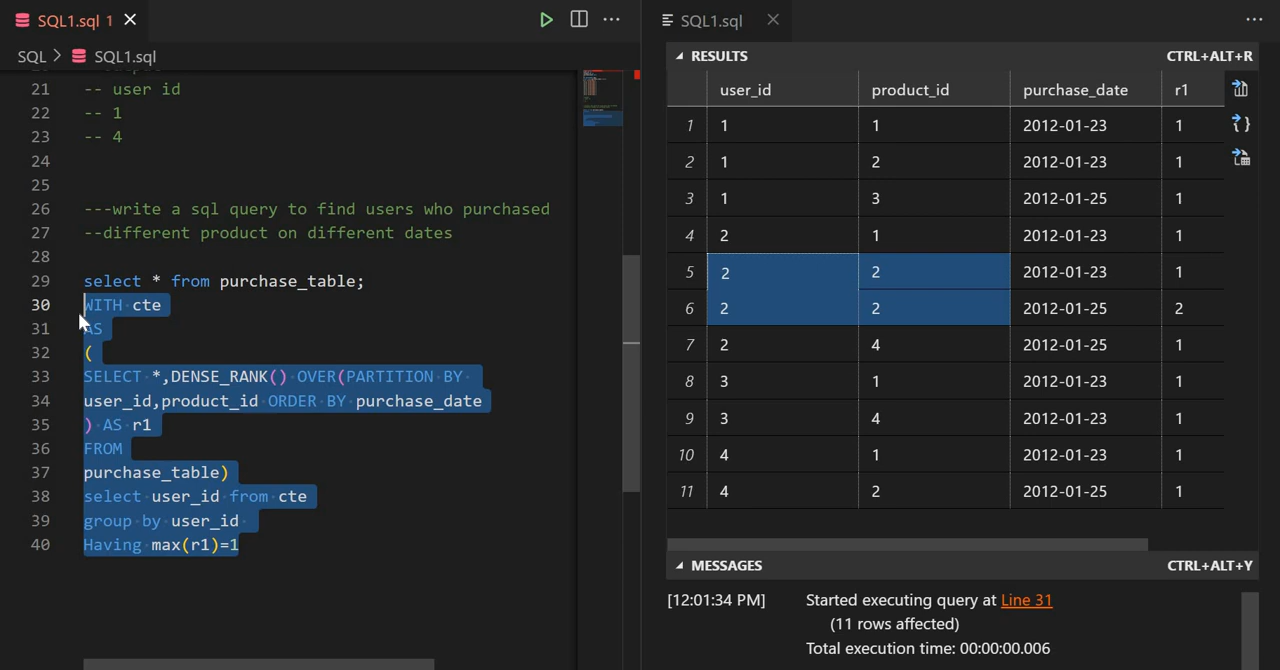 SQL1.sql 1
SQL1.sql
SQL > SQL1.sql
21 -- user id
22 -- 1
23 -- 4
24
25
26 ---write a sql query to find users who purchased
27 --different product on different dates
28
29 select * from purchase_table;
30 WITH cte
31 AS
32 (
33 SELECT *,DENSE_RANK() OVER(PARTITION BY
34 user_id,product_id ORDER BY purchase_date
35 ) AS r1
36 FROM
37 purchase_table)
38 select user_id from cte
39 group by user_id
40 Having max(r1)=1
RESULTS CTRL+ALT+R
user_id product_id purchase_date r1
1 1 1 2012-01-23 1
2 1 2 2012-01-23 1
3 1 3 2012-01-25 1
4 2 1 2012-01-23 1
5 2 2 2012-01-23 1
6 2 2 2012-01-25 2
7 2 4 2012-01-25 1
8 3 1 2012-01-23 1
9 3 4 2012-01-23 1
10 4 1 2012-01-23 1
11 4 2 2012-01-25 1
MESSAGES CTRL+ALT+Y
[12:01:34 PM] Started executing query at Line 31
(11 rows affected)
Total execution time: 00:00:00.006